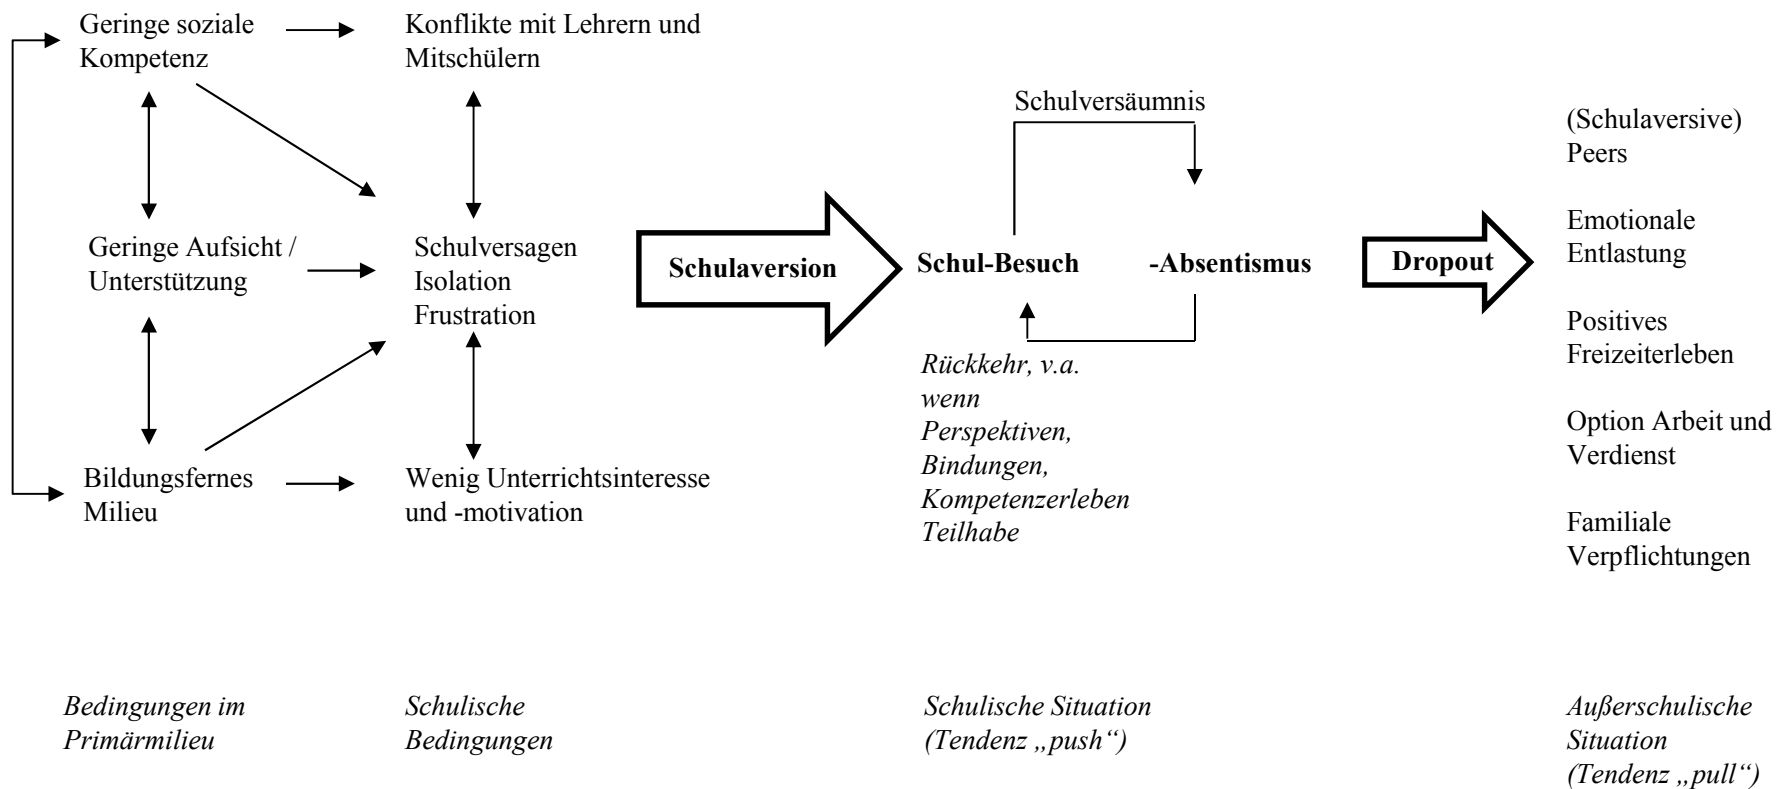 Geringe soziale
Kompetenz
Konflikte mit Lehrern und
Mitschülern
Geringe Aufsicht /
Unterstützung
Schulversagen
Isolation
Frustration
Bildungsfernes
Milieu
Wenig Unterrichtsinteresse
und -motivation
Schulaversion
Schulversäumnis
Schul-Besuch
-Absentismus
Rückkehr, v.a.
wenn
Perspektiven,
Bindungen,
Kompetenzerleben
Teilhabe
Dropout
(Schulaversive)
Peers
Emotionale
Entlastung
Positives
Freizeiterleben
Option Arbeit und
Verdienst
Familiale
Verpflichtungen
Bedingungen im
Primärmilieu
Schulische
Bedingungen
Schulische Situation
(Tendenz „push“)
Außerschulische
Situation
(Tendenz „pull“)